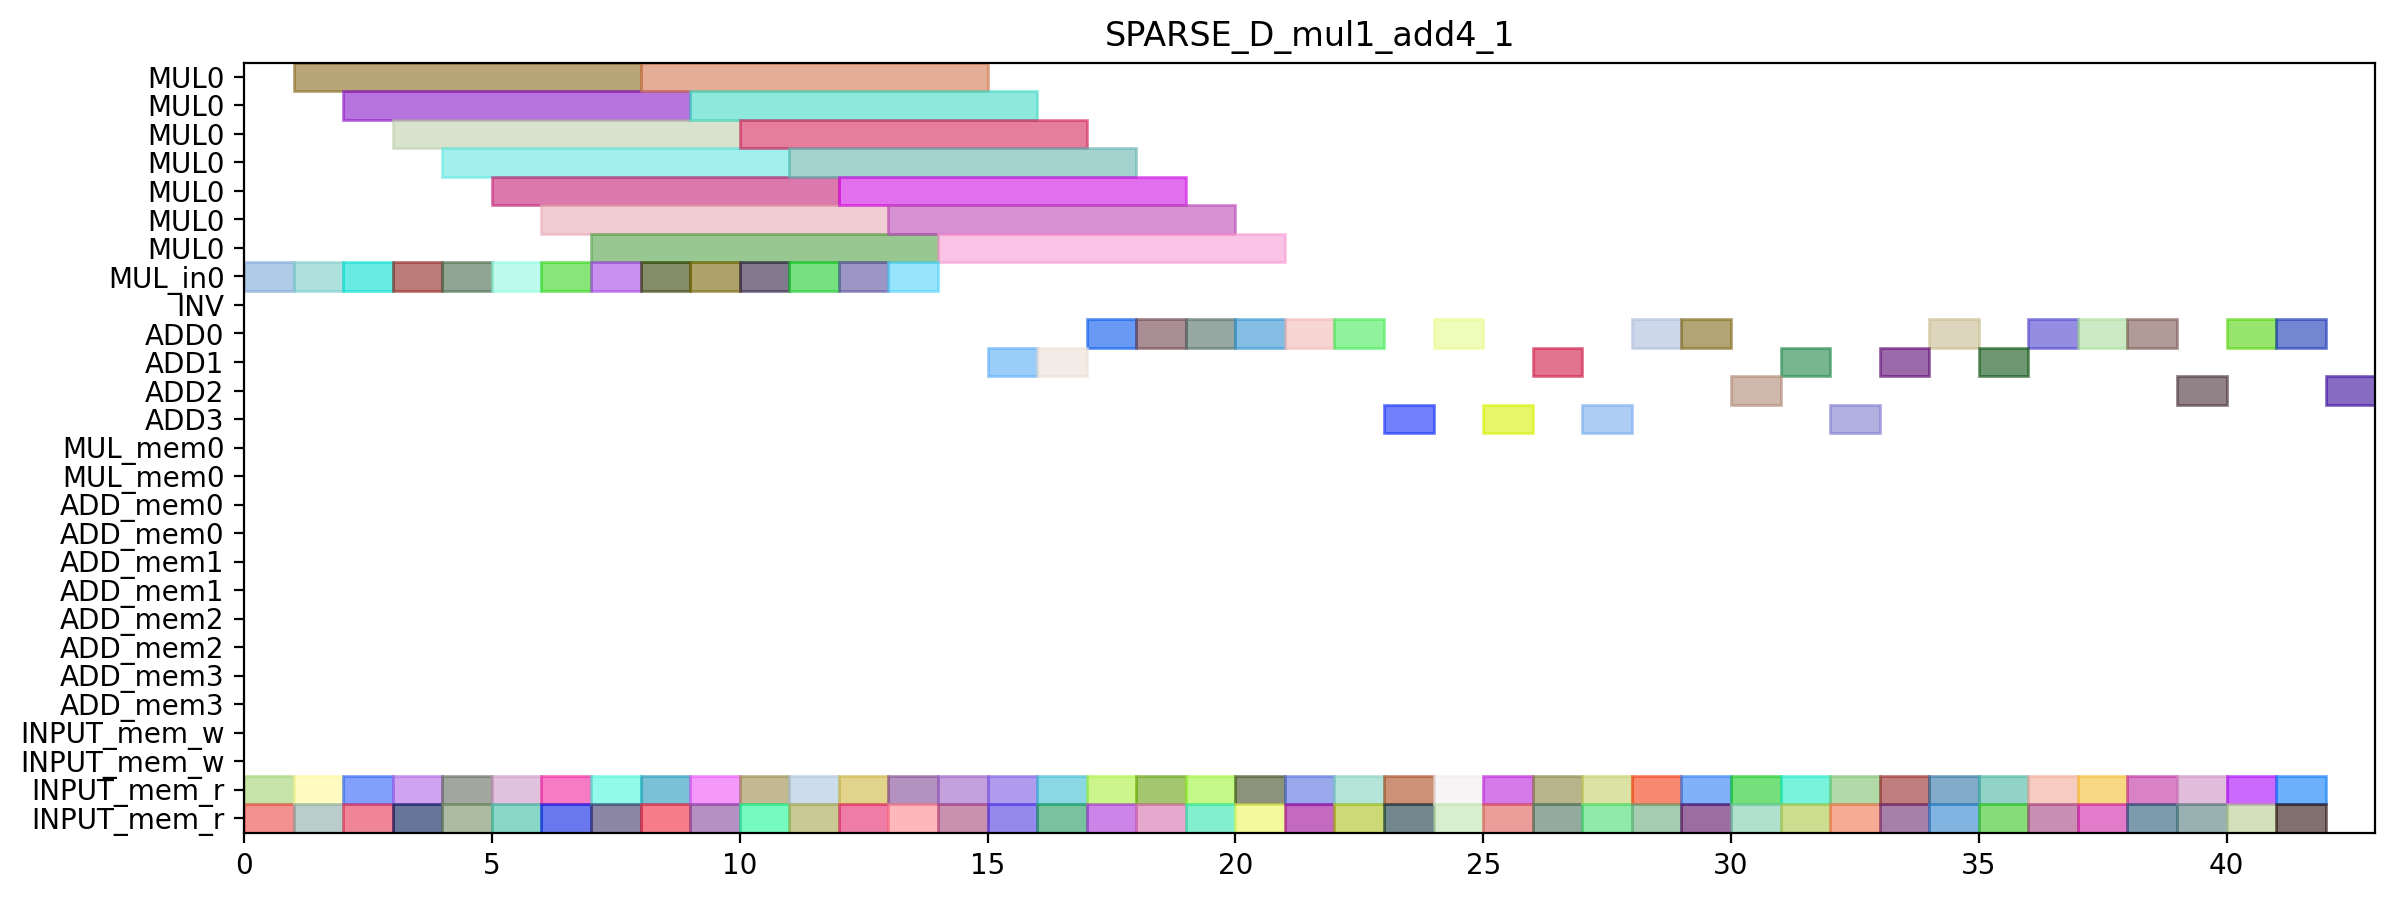 SPARSE_D_mul1_add4_1
MUL0
MUL0
MUL0
MUL0
MUL0
MUL0
MUL0
MUL_in0
INV
ADD0
ADD1
ADD2
ADD3
MUL_mem0
MUL_mem0
ADD_mem0
ADD_mem0
ADD_mem1
ADD_mem1
ADD_mem2
ADD_mem2
ADD_mem3
ADD_mem3
INPUT_mem_w
INPUT_mem_w
INPUT_mem_r
INPUT_mem_r
0 5 10 15 20 25 30 35 40